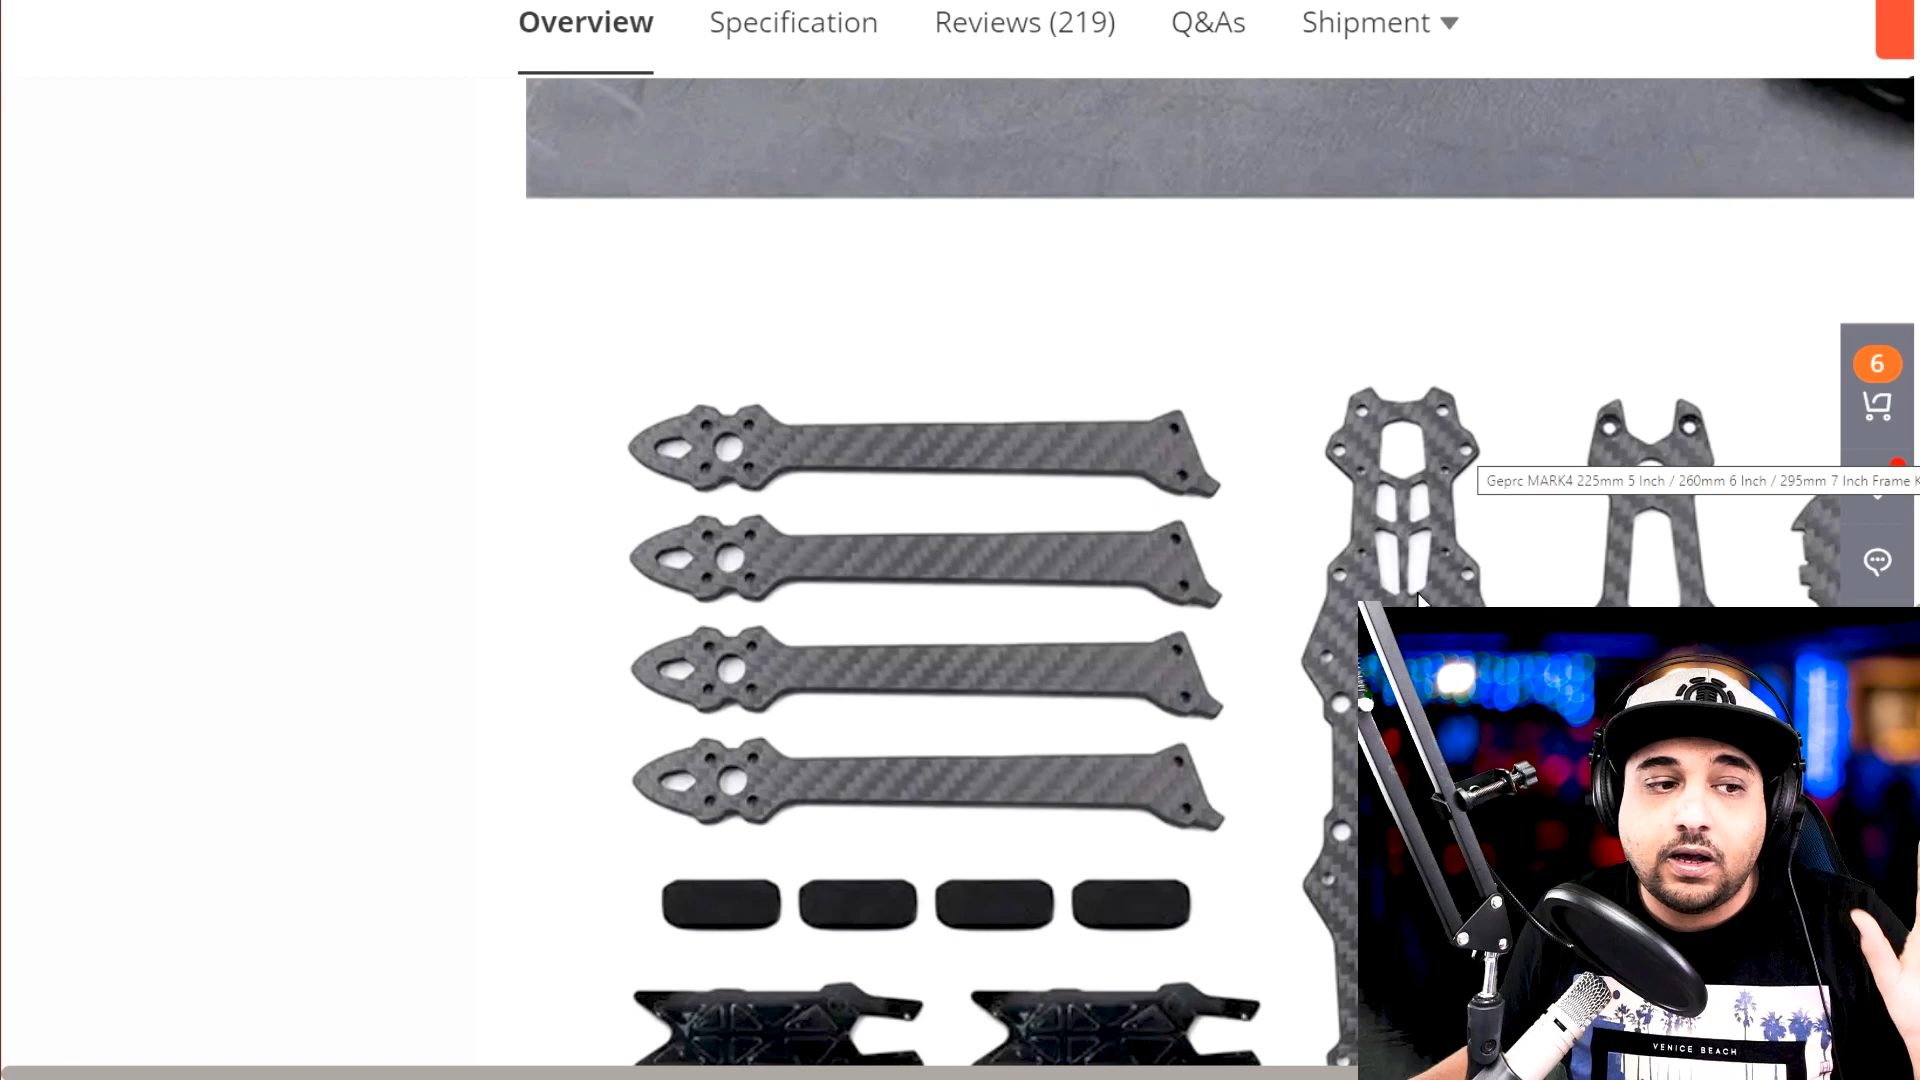 Overview Specification Reviews (219) Q&As Shipment
6
Geprc MARK4 225mm 5 Inch / 260mm 6 Inch / 295mm 7 Inch Frame
VENICE BEACH